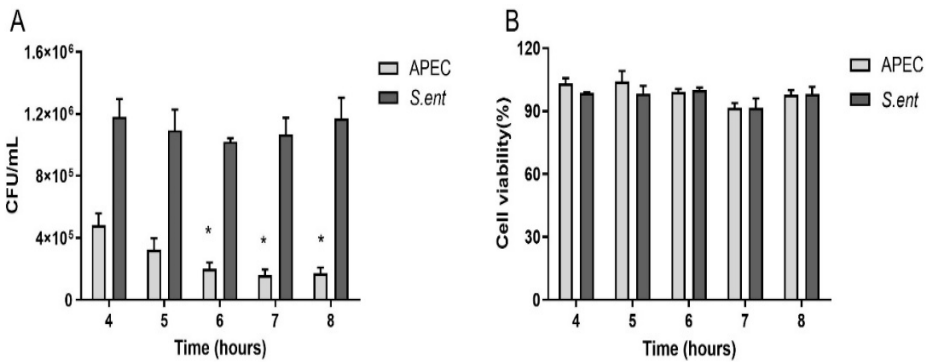 A
CFU/mL
1.6×10⁶
1.2×10⁶
8×10⁵
4×10⁵
0
*
*
*
4 5 6 7 8
Time (hours)
APEC
S.ent
B
Cell viability(%)
120
90
60
30
0
4 5 6 7 8
Time (hours)
APEC
S.ent